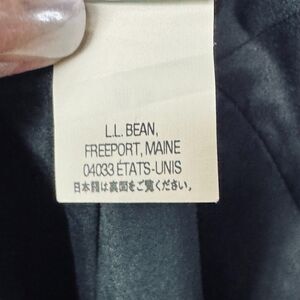 L.L. BEAN,
FREEPORT, MAINE
04033 ÉTATS-UNIS
日本語は裏面をご覧ください。